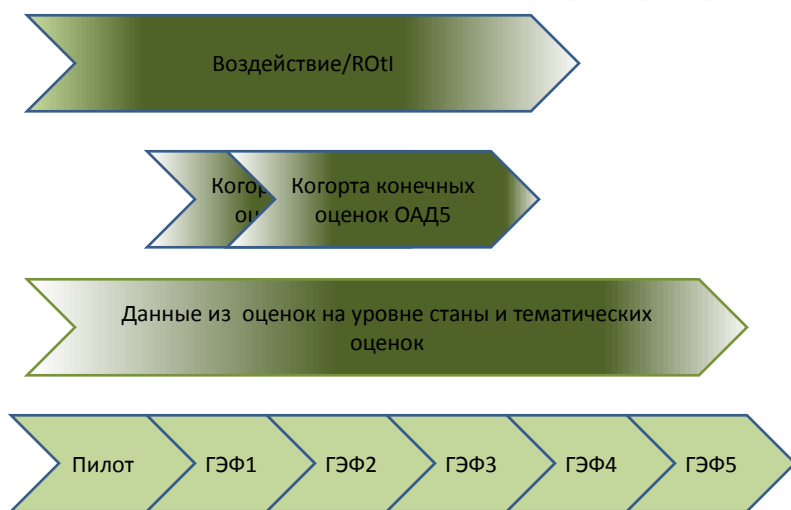 Воздействие/ROtI
Когорта конечных
оценок ОАД5
Данные из оценок на уровне станы и тематических
оценок
Пилот ГЭФ1 ГЭФ2 ГЭФ3 ГЭФ4 ГЭФ5